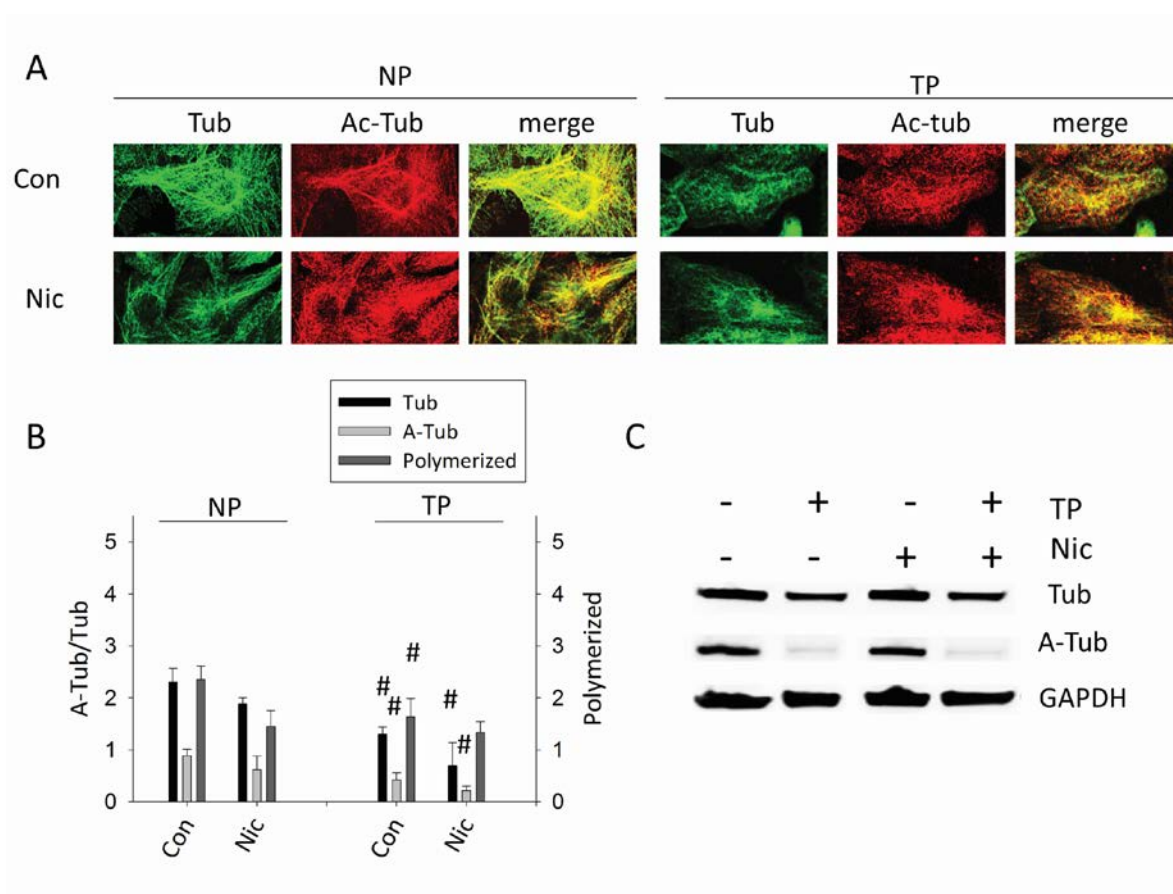 A
NP
TP
Tub Ac-Tub merge Tub Ac-tub merge
Con
Nic
B
Tub
A-Tub
Polymerized
NP TP
5 5
4 4
3 3
2 2
1 1
0 0
A-Tub/Tub
Polymerized
# # #
# #
Con Nic Con Nic
C
- + - + TP
- - + + Nic
Tub
A-Tub
GAPDH